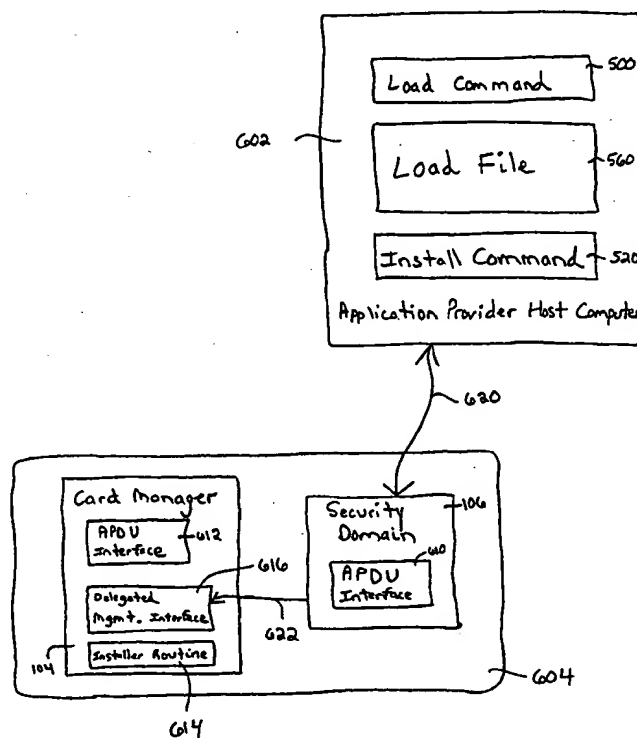 Load Command
500
602
Load File
560
Install Command
520
Application Provider Host Computer
620
Card Manager
APDU
Interface
612
Security
Domain
106
610
APDU
Interface
616
Delegated
Mgmt. Interface
622
104
Installer Routine
604
614